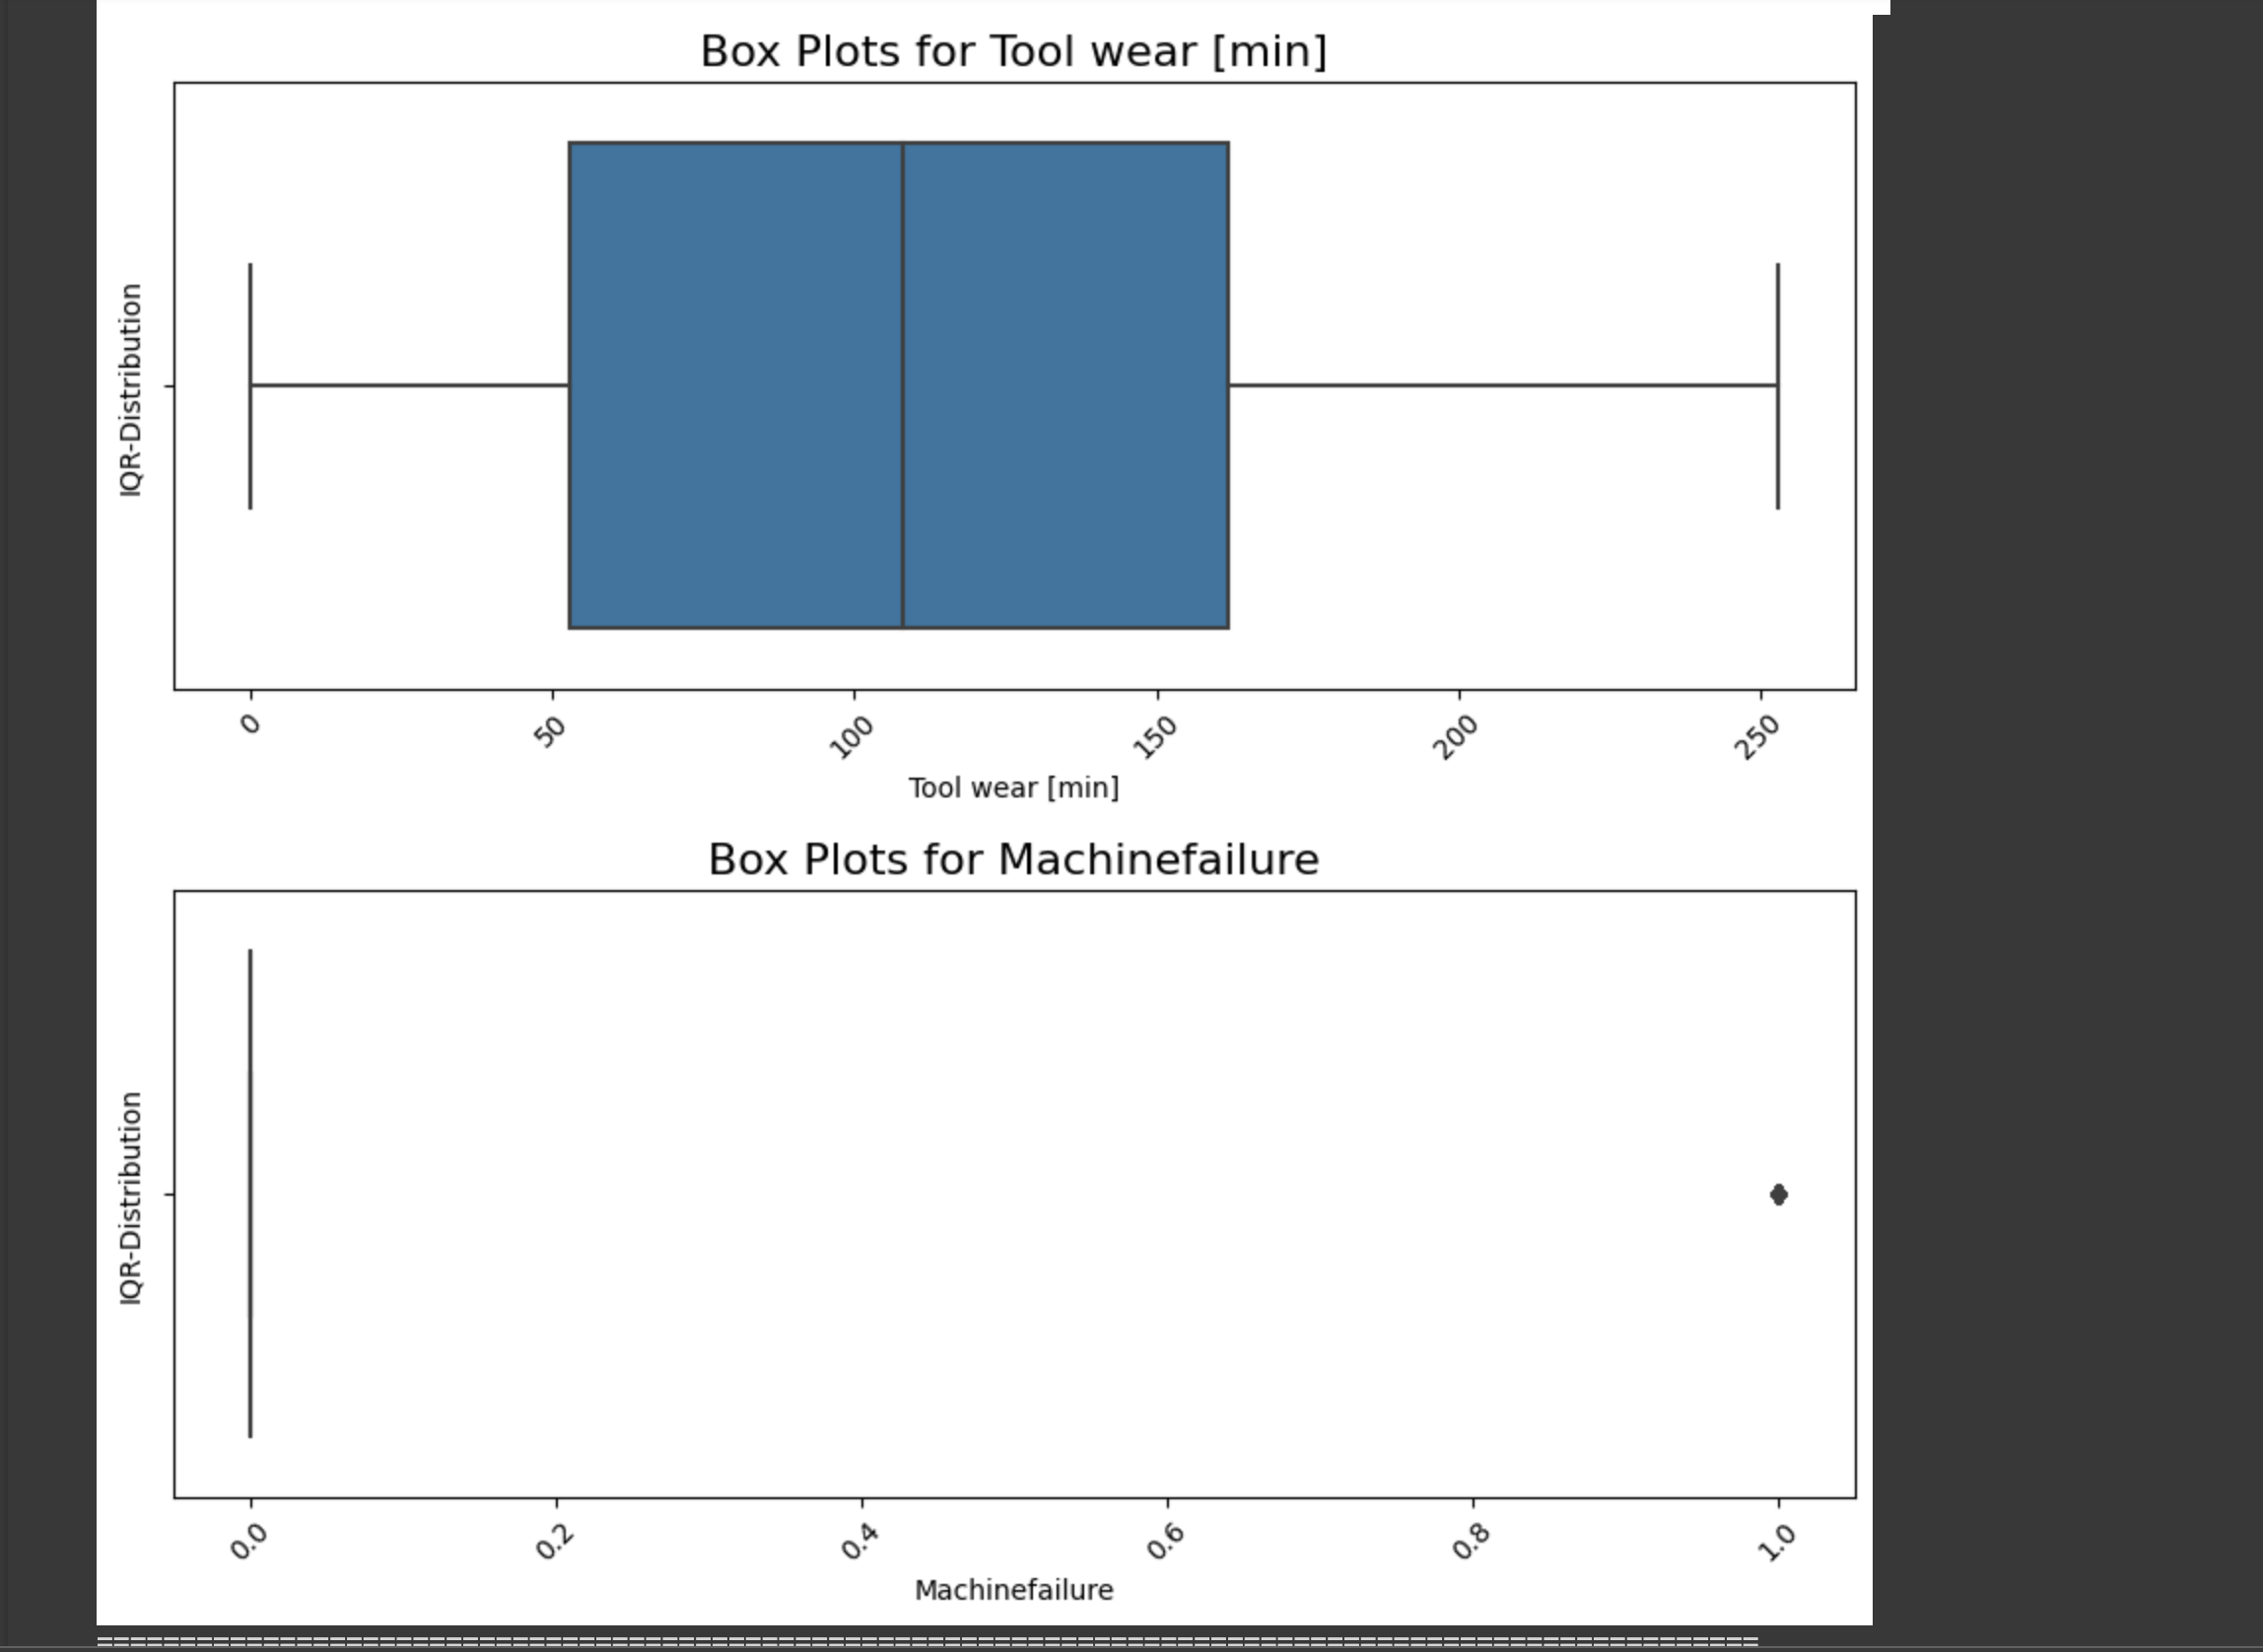 Box Plots for Tool wear [min]
IQR-Distribution
0 50 100 150 200 250
Tool wear [min]
Box Plots for Machinefailure
IQR-Distribution
0.0 0.2 0.4 0.6 0.8 1.0
Machinefailure